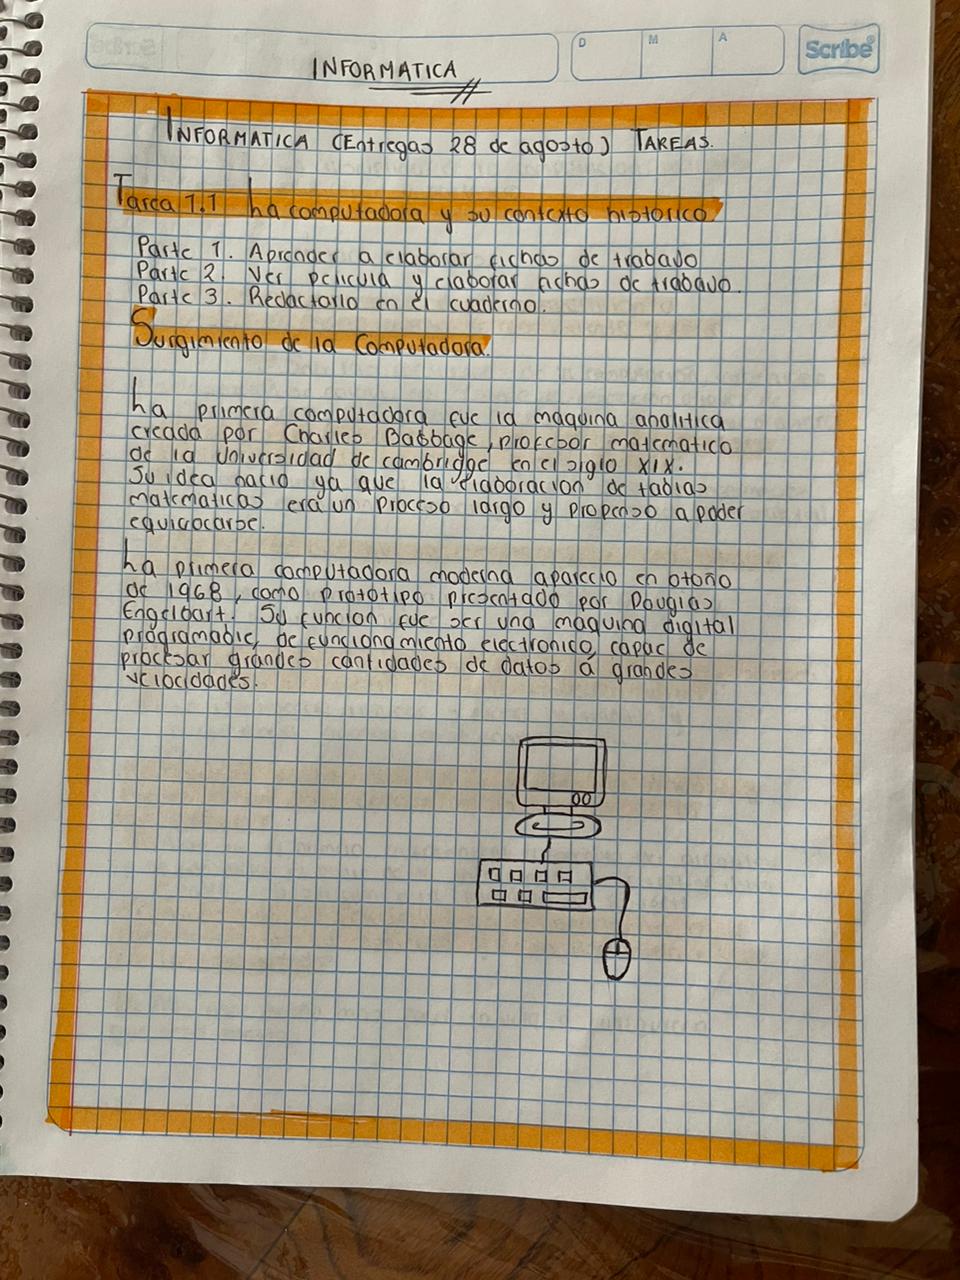 INFORMATICA
D M A
Scribe
INFORMATICA (Entregas 28 de agosto) TAREAS.
Tarea 1.1 La computadora y su contexto historico
Parte 1. Aprender a elaborar fichas de trabajo
Parte 2. Ver pelicula y elaborar fichas de trabajo.
Parte 3. Redactarlo en el cuaderno.
Surgimiento de la Computadora.
La primera computadora fue la maquina analitica
creada por Charles Babbage, profesor matematico
de la Universidad de cambridge en el siglo XIX.
Su idea nacio ya que la elaboracion de tablas
matematicas era un proceso largo y propenso a poder
equivocarse.
La primera computadora moderna aparecio en otoño
de 1968, como prototipo presentado por Douglas
Engelbart. Su funcion fue ser una maquina digital
programable, de funcionamiento electronico, capac de
procesar grandes cantidades de datos a grandes
velocidades.